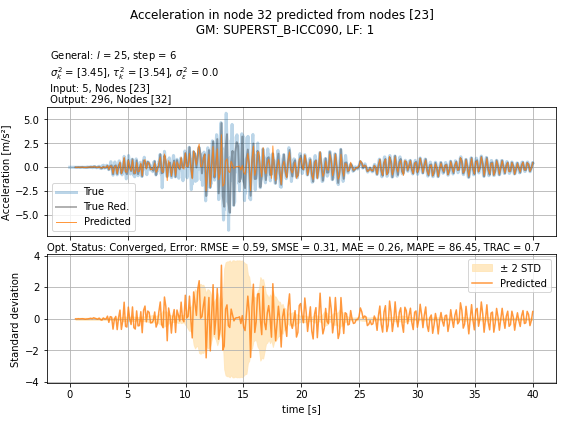 Acceleration in node 32 predicted from nodes [23]
GM: SUPERST_B-ICC090, LF: 1
General: l = 25, step = 6
σ²ₖ = [3.45], τ²ₖ = [3.54], σ²ε = 0.0
Input: 5, Nodes [23]
Output: 296, Nodes [32]
Acceleration [m/s²]
5.0
2.5
0.0
−2.5
−5.0
True
True Red.
Predicted
Opt. Status: Converged, Error: RMSE = 0.59, SMSE = 0.31, MAE = 0.26, MAPE = 86.45, TRAC = 0.7
Standard deviation
4
2
0
−2
−4
± 2 STD
Predicted
0 5 10 15 20 25 30 35 40
time [s]